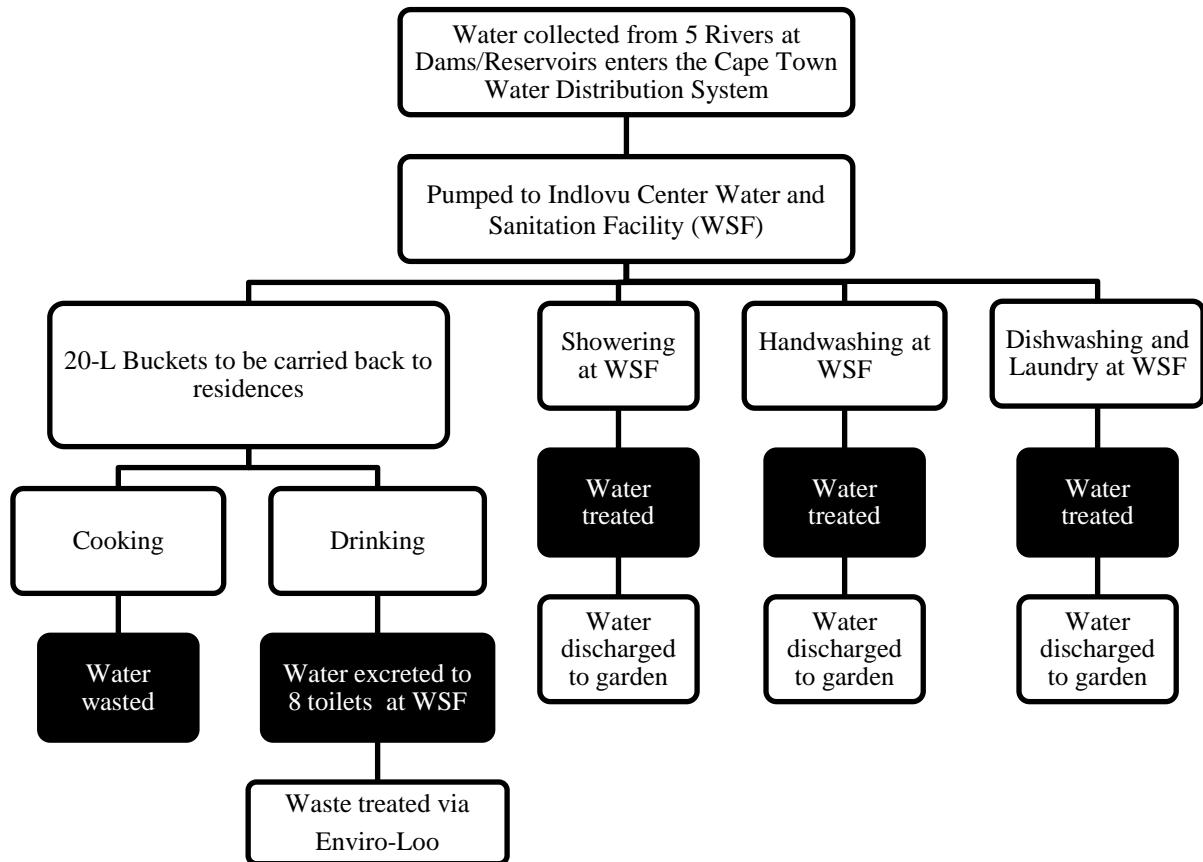 Water collected from 5 Rivers at
Dams/Reservoirs enters the Cape Town
Water Distribution System
Pumped to Indlovu Center Water and
Sanitation Facility (WSF)
20-L Buckets to be carried back to
residences
Showering
at WSF
Handwashing at
WSF
Dishwashing and
Laundry at WSF
Cooking
Drinking
Water
treated
Water
treated
Water
treated
Water
wasted
Water excreted to
8 toilets at WSF
Water
discharged
to garden
Water
discharged
to garden
Water
discharged
to garden
Waste treated via
Enviro-Loo